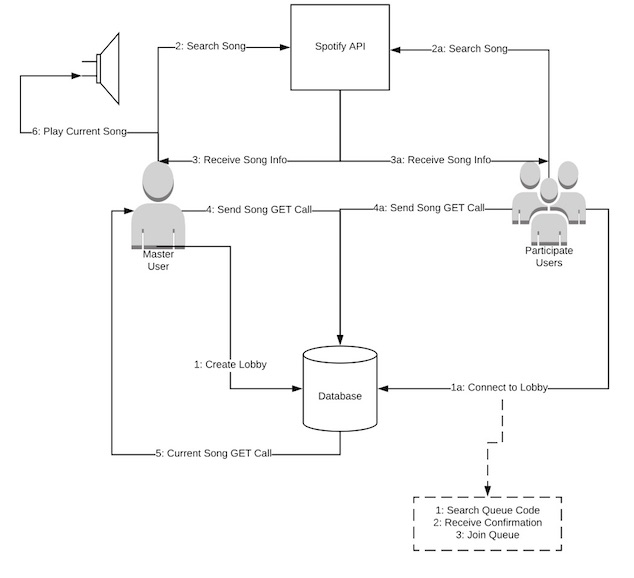 2: Search Song
Spotify API
2a: Search Song
6: Play Current Song
3: Receive Song Info
3a: Receive Song Info
4: Send Song GET Call
4a: Send Song GET Call
Master
User
Participate
Users
1: Create Lobby
Database
1a: Connect to Lobby
5: Current Song GET Call
1: Search Queue Code
2: Receive Confirmation
3: Join Queue